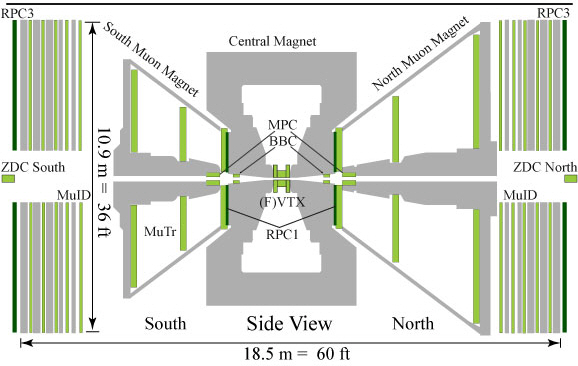 RPC3
RPC3
South Muon Magnet
Central Magnet
North Muon Magnet
MPC
BBC
ZDC South
ZDC North
10.9 m = 36 ft
MuID
(F)VTX
MuID
MuTr
RPC1
South
Side View
North
18.5 m = 60 ft